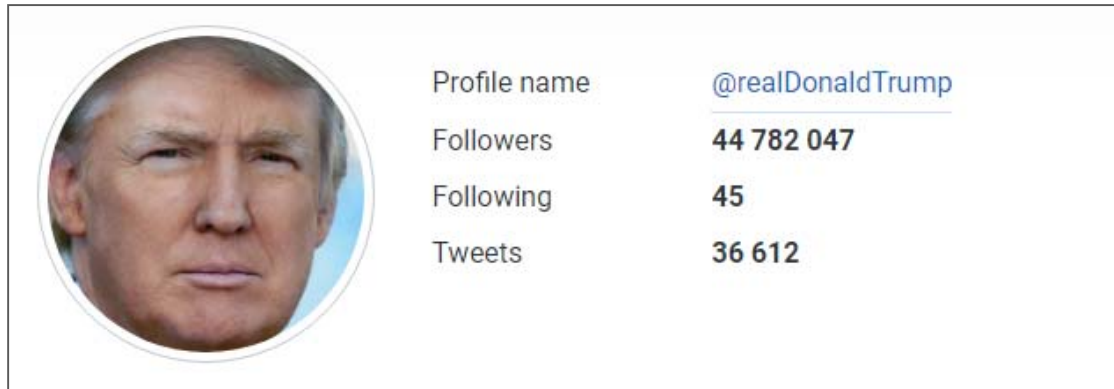 Profile name @realDonaldTrump
Followers 44 782 047
Following 45
Tweets 36 612